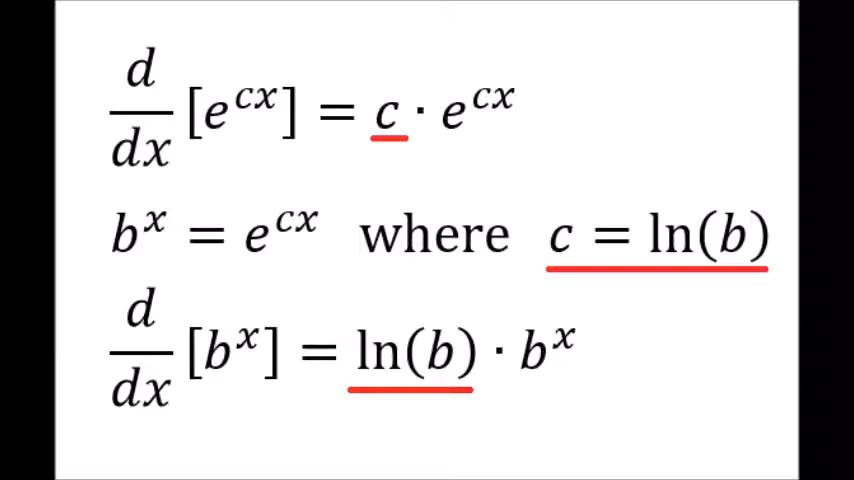 d/dx [e^{cx}] = c · e^{cx}
b^x = e^{cx} where c = ln(b)
d/dx [b^x] = ln(b) · b^x